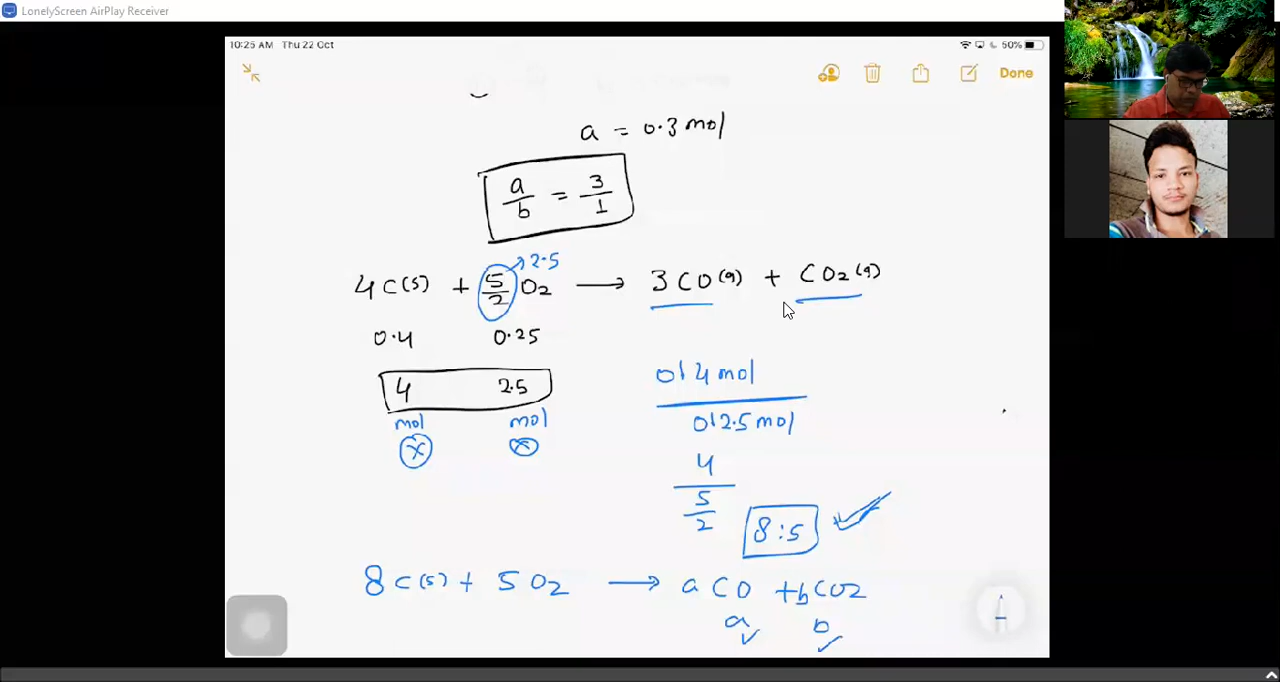 LonelyScreen AirPlay Receiver
10:25 AM Thu 22 Oct
50%
Done
a = 0.3 mol
a/b = 3/1
2.5
4C(s) + 5/2 O₂ ⟶ 3CO(g) + CO₂(g)
0.4 0.25
4 2.5
mol mol
x x
0.4 mol
0.25 mol
4
5/2
8:5
8C(s) + 5O₂ ⟶ aCO + bCO₂
a b